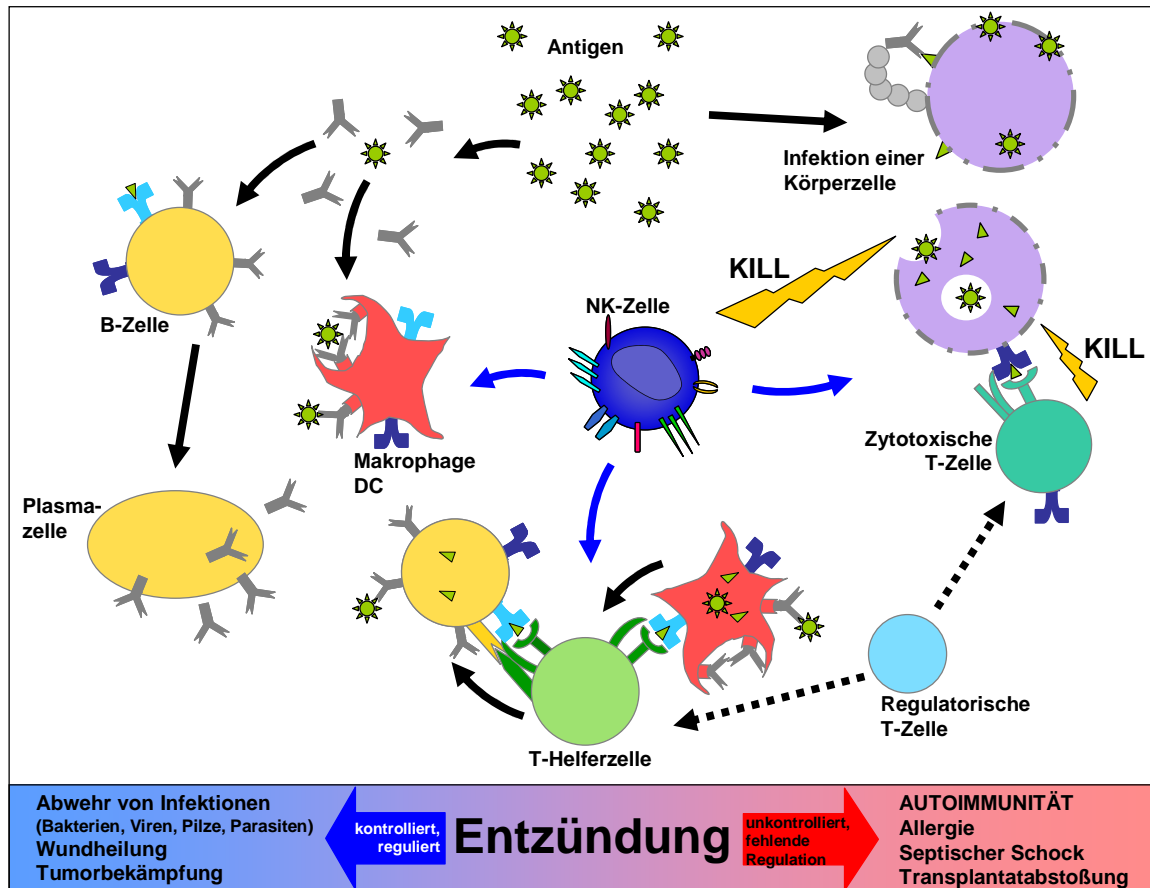 Antigen
Infektion einer
Körperzelle
KILL
NK-Zelle
B-Zelle
KILL
Zytotoxische
T-Zelle
Makrophage
DC
Plasma-
zelle
Regulatorische
T-Zelle
T-Helferzelle
Abwehr von Infektionen
(Bakterien, Viren, Pilze, Parasiten)
Wundheilung
Tumorbekämpfung
kontrolliert,
reguliert
Entzündung
unkontrolliert,
fehlende
Regulation
AUTOIMMUNITÄT
Allergie
Septischer Schock
Transplantatabstoßung